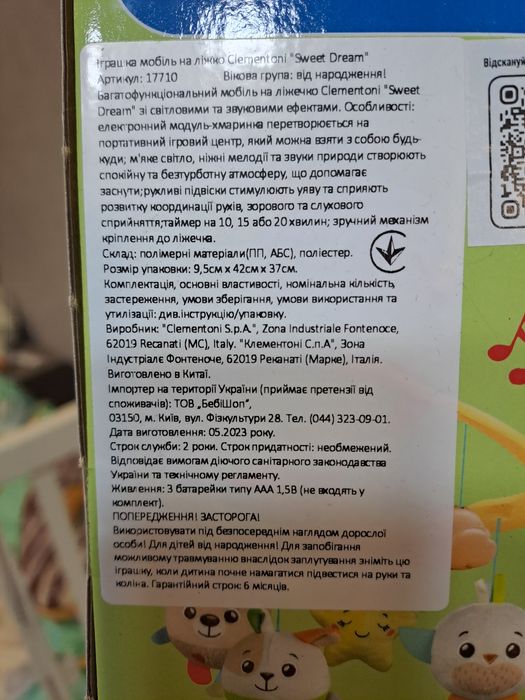 Іграшка мобіль на ліжко Clementoni "Sweet Dream"
Артикул: 17710 Вікова група: від народження!
Багатофункціональний мобіль на ліжечко Clementoni "Sweet
Dream" зі світловими та звуковими ефектами. Особливості:
електронний модуль-хмаринка перетворюється на
портативний ігровий центр, який можна взяти з собою будь-
куди; м'яке світло, ніжні мелодії та звуки природи створюють
спокійну та безтурботну атмосферу, що допомагає
заснути;рухливі підвіски стимулюють уяву та сприяють
розвитку координації рухів, зорового та слухового
сприйняття;таймер на 10, 15 або 20 хвилин; зручний механізм
кріплення до ліжечка.
Склад: полімерні матеріали(ПП, АБС), поліестер.
Розмір упаковки: 9,5см х 42см х 37см.
Комплектація, основні властивості, номінальна кількість,
застереження, умови зберігання, умови використання та
утилізації: див.інструкцію/упаковку.
Виробник: "Clementoni S.p.A.", Zona Industriale Fontenoce,
62019 Recanati (MC), Italy. "Клементоні С.п.А", Зона
Індустріалє Фонтеноче, 62019 Реканаті (Марке), Італія.
Виготовлено в Китаї.
Імпортер на території України (приймає претензії від
споживачів): ТОВ „БебіШоп",
03150, м. Київ, вул. Фізкультури 28. Тел. (044) 323-09-01.
Дата виготовлення: 05.2023 року.
Строк служби: 2 роки. Строк придатності: необмежений.
Відповідає вимогам діючого санітарного законодавства
України та технічному регламенту.
Живлення: 3 батарейки типу ААА 1,5В (не входять у
комплект).
ПОПЕРЕДЖЕННЯ! ЗАСТОРОГА!
Використовувати під безпосереднім наглядом дорослої
особи! Для дітей від народження! Для запобігання
можливому травмуванню внаслідок заплутування зніміть цю
іграшку, коли дитина почне намагатися підвестися на руки та
коліна. Гарантійний строк: 6 місяців.
Відскануй